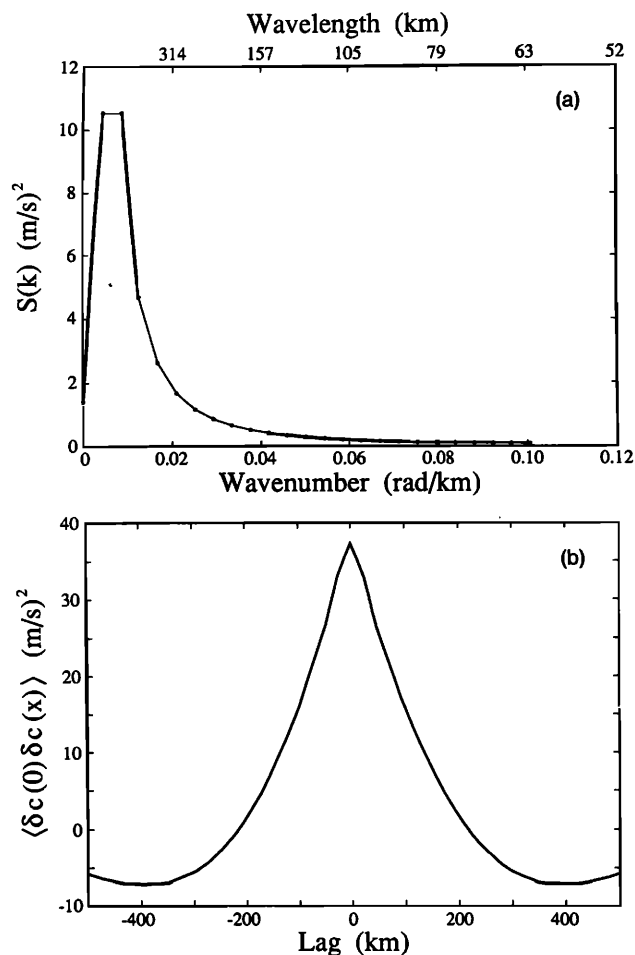 Wavelength (km)
314 157 105 79 63 52
12
(a)
10
8
S(k) (m/s)²
6
4
2
0
0 0.02 0.04 0.06 0.08 0.10 0.12
Wavenumber (rad/km)
40
(b)
30
20
⟨δc(0)δc(x)⟩ (m/s)²
10
0
-10
-400 -200 0 200 400
Lag (km)